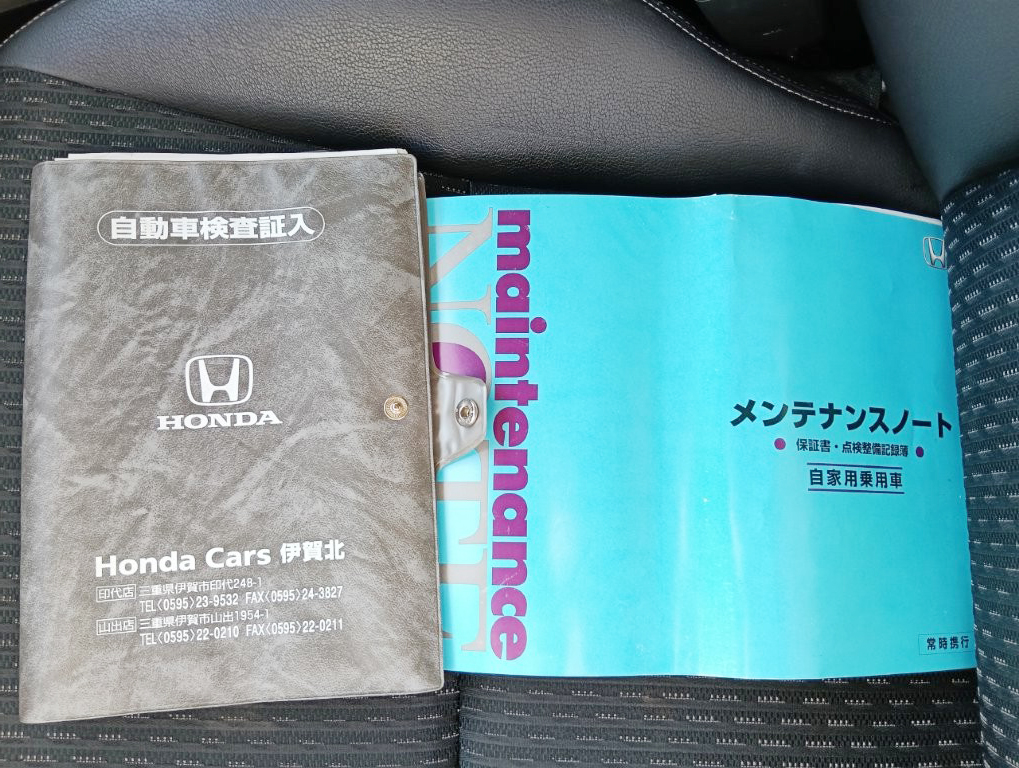 自動車検査証入
HONDA
Honda Cars 伊賀北
印代店 三重県伊賀市印代248-1
TEL〈0595〉23-9532 FAX〈0595〉24-3827
山出店 三重県伊賀市山出1954-1
TEL〈0595〉22-0210 FAX〈0595〉22-0211
NOTE
maintenance
メンテナンスノート
● 保証書・点検整備記録簿 ●
自家用乗用車
常時携行